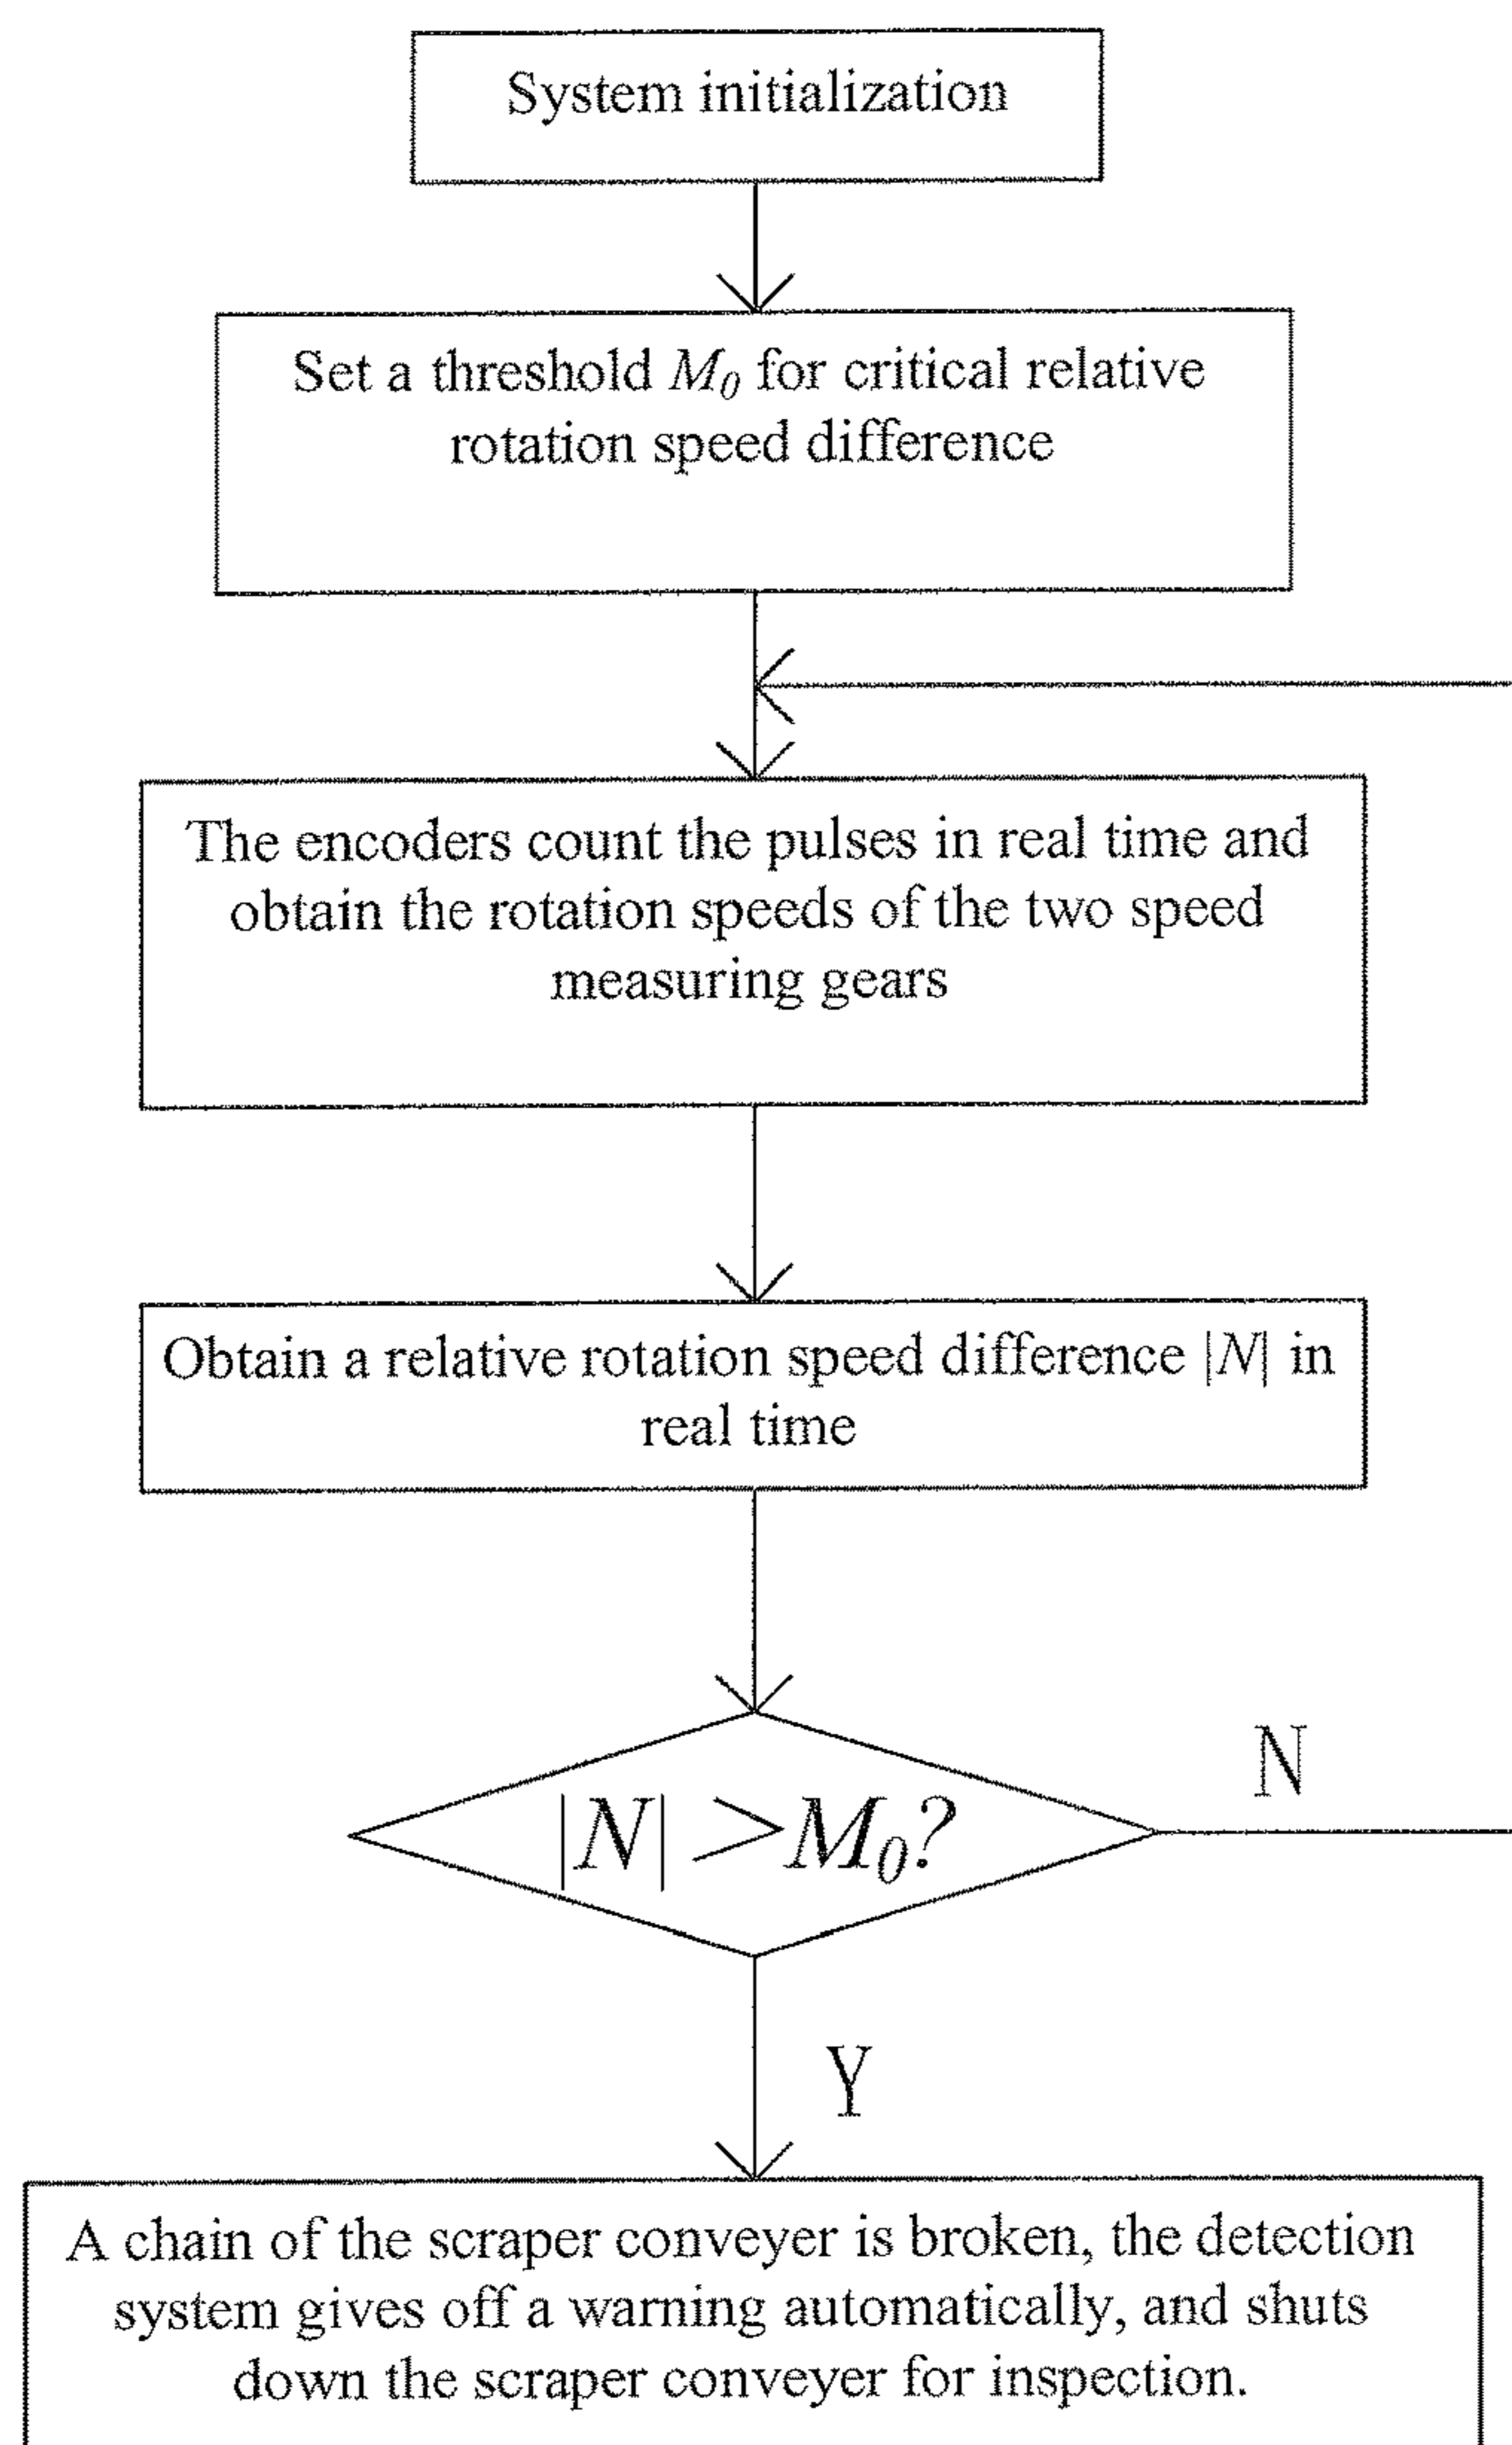 System initialization
Set a threshold M₀ for critical relative
rotation speed difference
The encoders count the pulses in real time and
obtain the rotation speeds of the two speed
measuring gears
Obtain a relative rotation speed difference |N| in
real time
|N| >M₀?
N
Y
A chain of the scraper conveyer is broken, the detection
system gives off a warning automatically, and shuts
down the scraper conveyer for inspection.